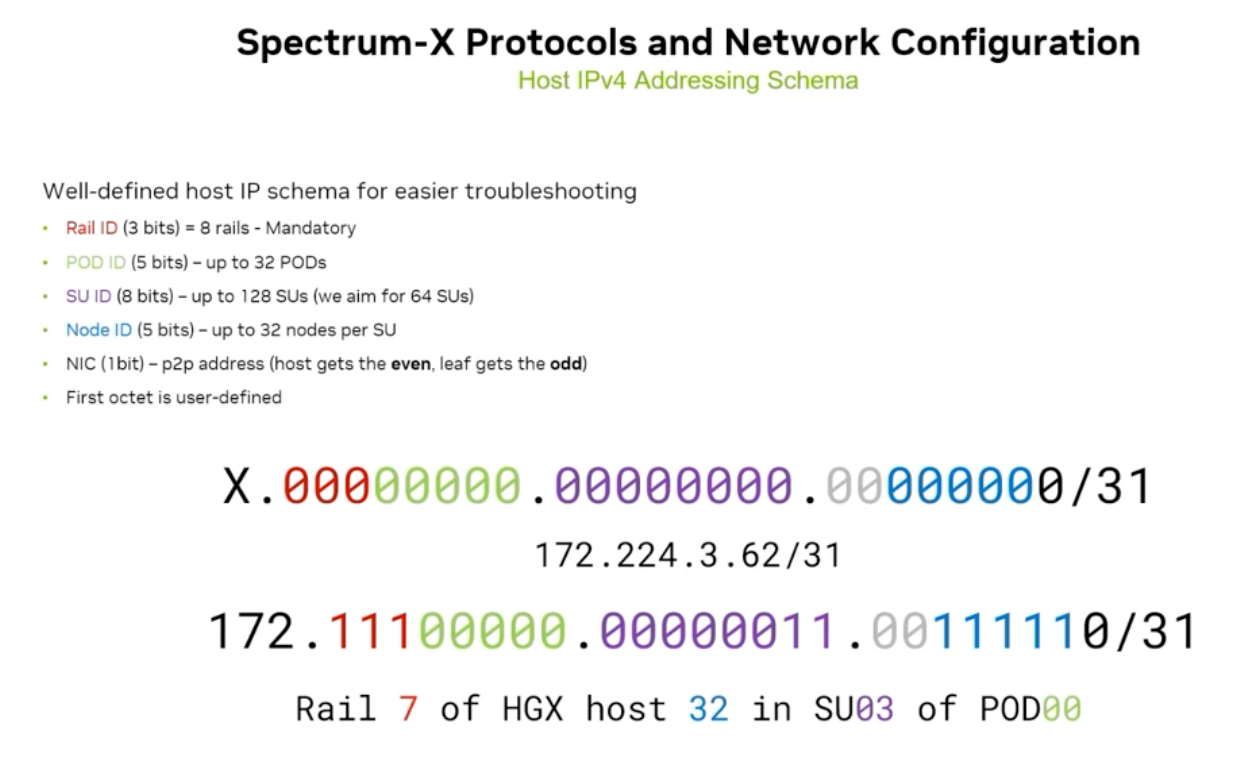 Spectrum-X Protocols and Network Configuration
Host IPv4 Addressing Schema
Well-defined host IP schema for easier troubleshooting
• Rail ID (3 bits) = 8 rails - Mandatory
• POD ID (5 bits) – up to 32 PODs
• SU ID (8 bits) – up to 128 SUs (we aim for 64 SUs)
• Node ID (5 bits) – up to 32 nodes per SU
• NIC (1bit) – p2p address (host gets the even, leaf gets the odd)
• First octet is user-defined
X.00000000.00000000.00000000/31
172.224.3.62/31
172.11100000.00000011.00111110/31
Rail 7 of HGX host 32 in SU03 of POD00